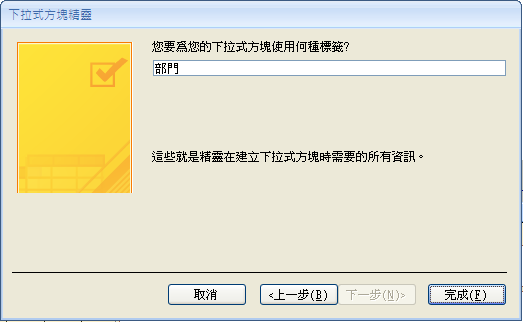 下拉式方塊精靈
您要爲您的下拉式方塊使用何種標籤?
部門
這些就是精靈在建立下拉式方塊時需要的所有資訊。
取消 <上一步(B) 下一步(N)> 完成(F)